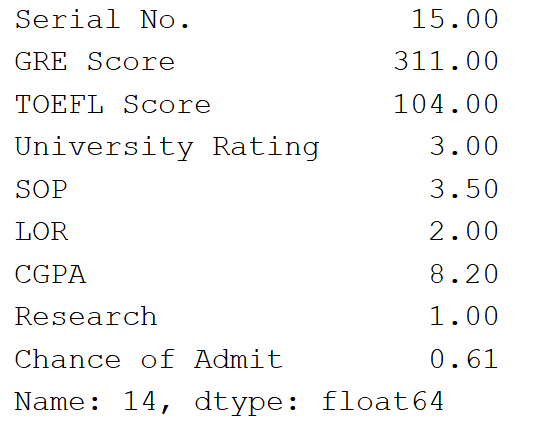 Serial No. 15.00
GRE Score 311.00
TOEFL Score 104.00
University Rating 3.00
SOP 3.50
LOR 2.00
CGPA 8.20
Research 1.00
Chance of Admit 0.61
Name: 14, dtype: float64